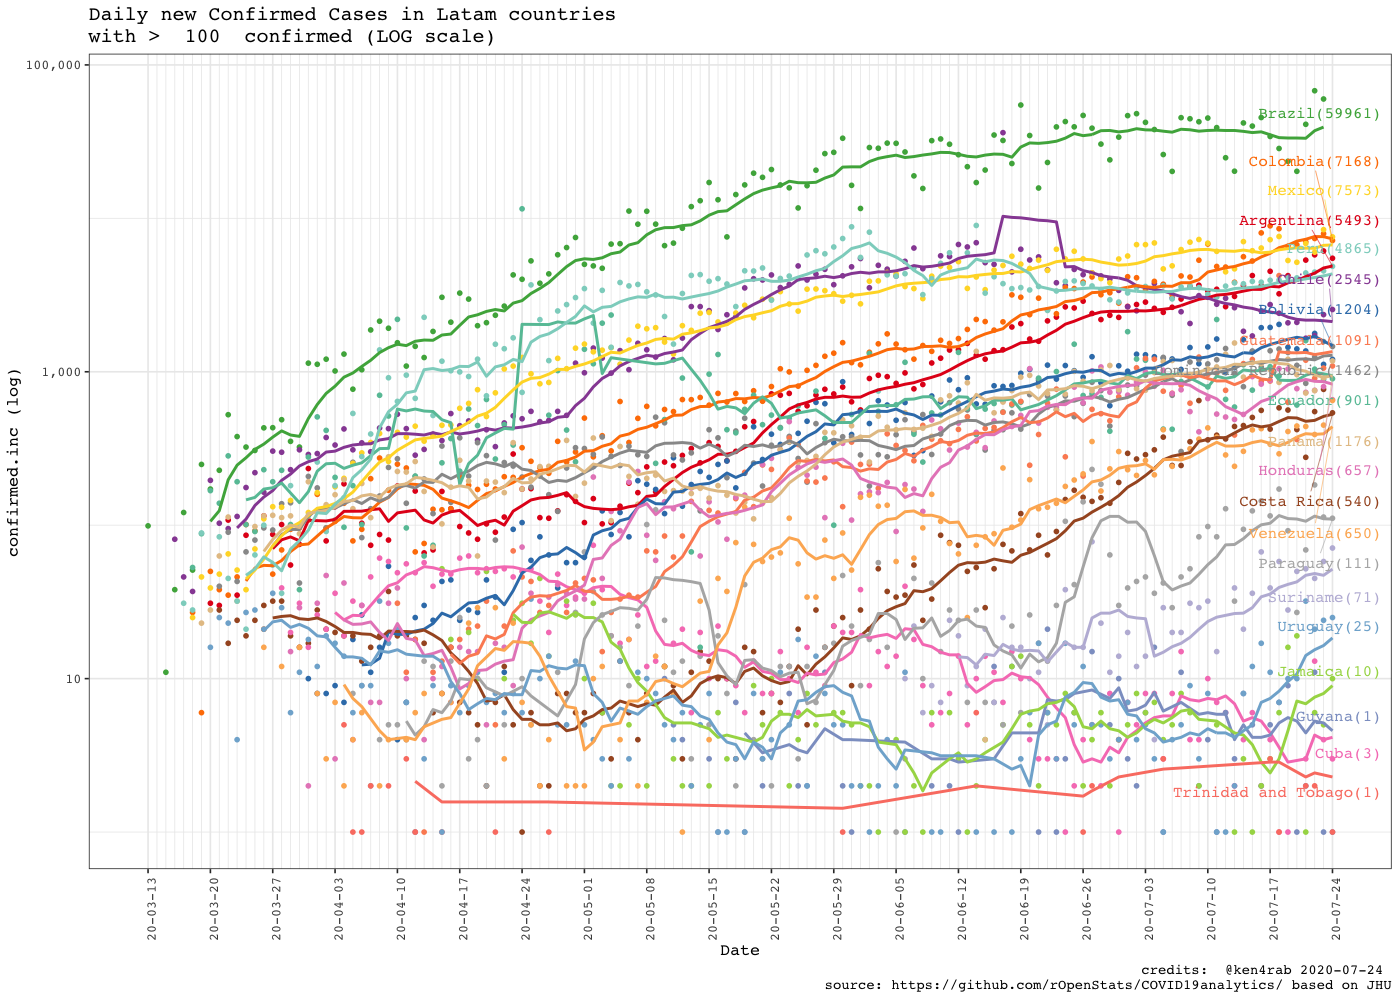 Daily new Confirmed Cases in Latam countries
with >  100  confirmed (LOG scale)
100,000
1,000
10
confirmed.inc (log)
Brazil(59961)
Colombia(7168)
Mexico(7573)
Argentina(5493)
Peru(4865)
Chile(2545)
Bolivia(1204)
Guatemala(1091)
Dominican Republic(1462)
Ecuador(901)
Panama(1176)
Honduras(657)
Costa Rica(540)
Venezuela(650)
Paraguay(111)
Suriname(71)
Uruguay(25)
Jamaica(10)
Guyana(1)
Cuba(3)
Trinidad and Tobago(1)
20-03-13
20-03-20
20-03-27
20-04-03
20-04-10
20-04-17
20-04-24
20-05-01
20-05-08
20-05-15
20-05-22
20-05-29
20-06-05
20-06-12
20-06-19
20-06-26
20-07-03
20-07-10
20-07-17
20-07-24
Date
credits:  @ken4rab 2020-07-24
source: https://github.com/rOpenStats/COVID19analytics/ based on JHU